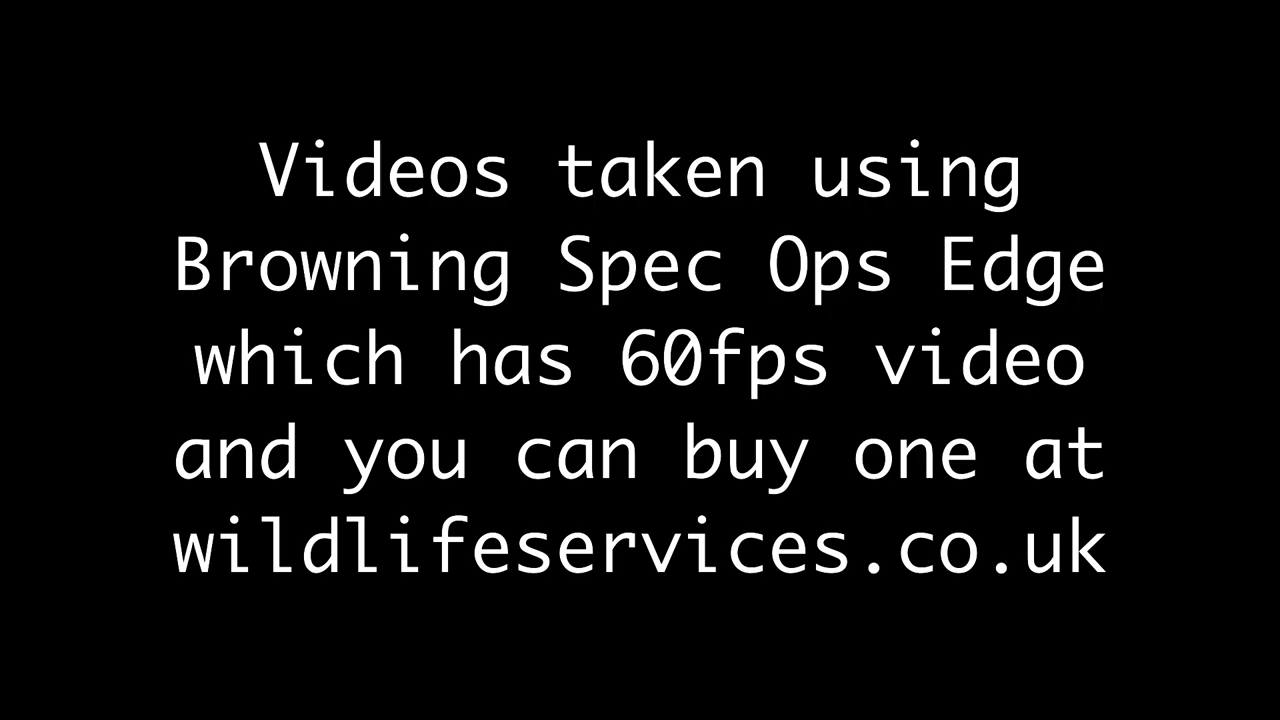 Videos taken using
Browning Spec Ops Edge
which has 60fps video
and you can buy one at
wildlifeservices.co.uk